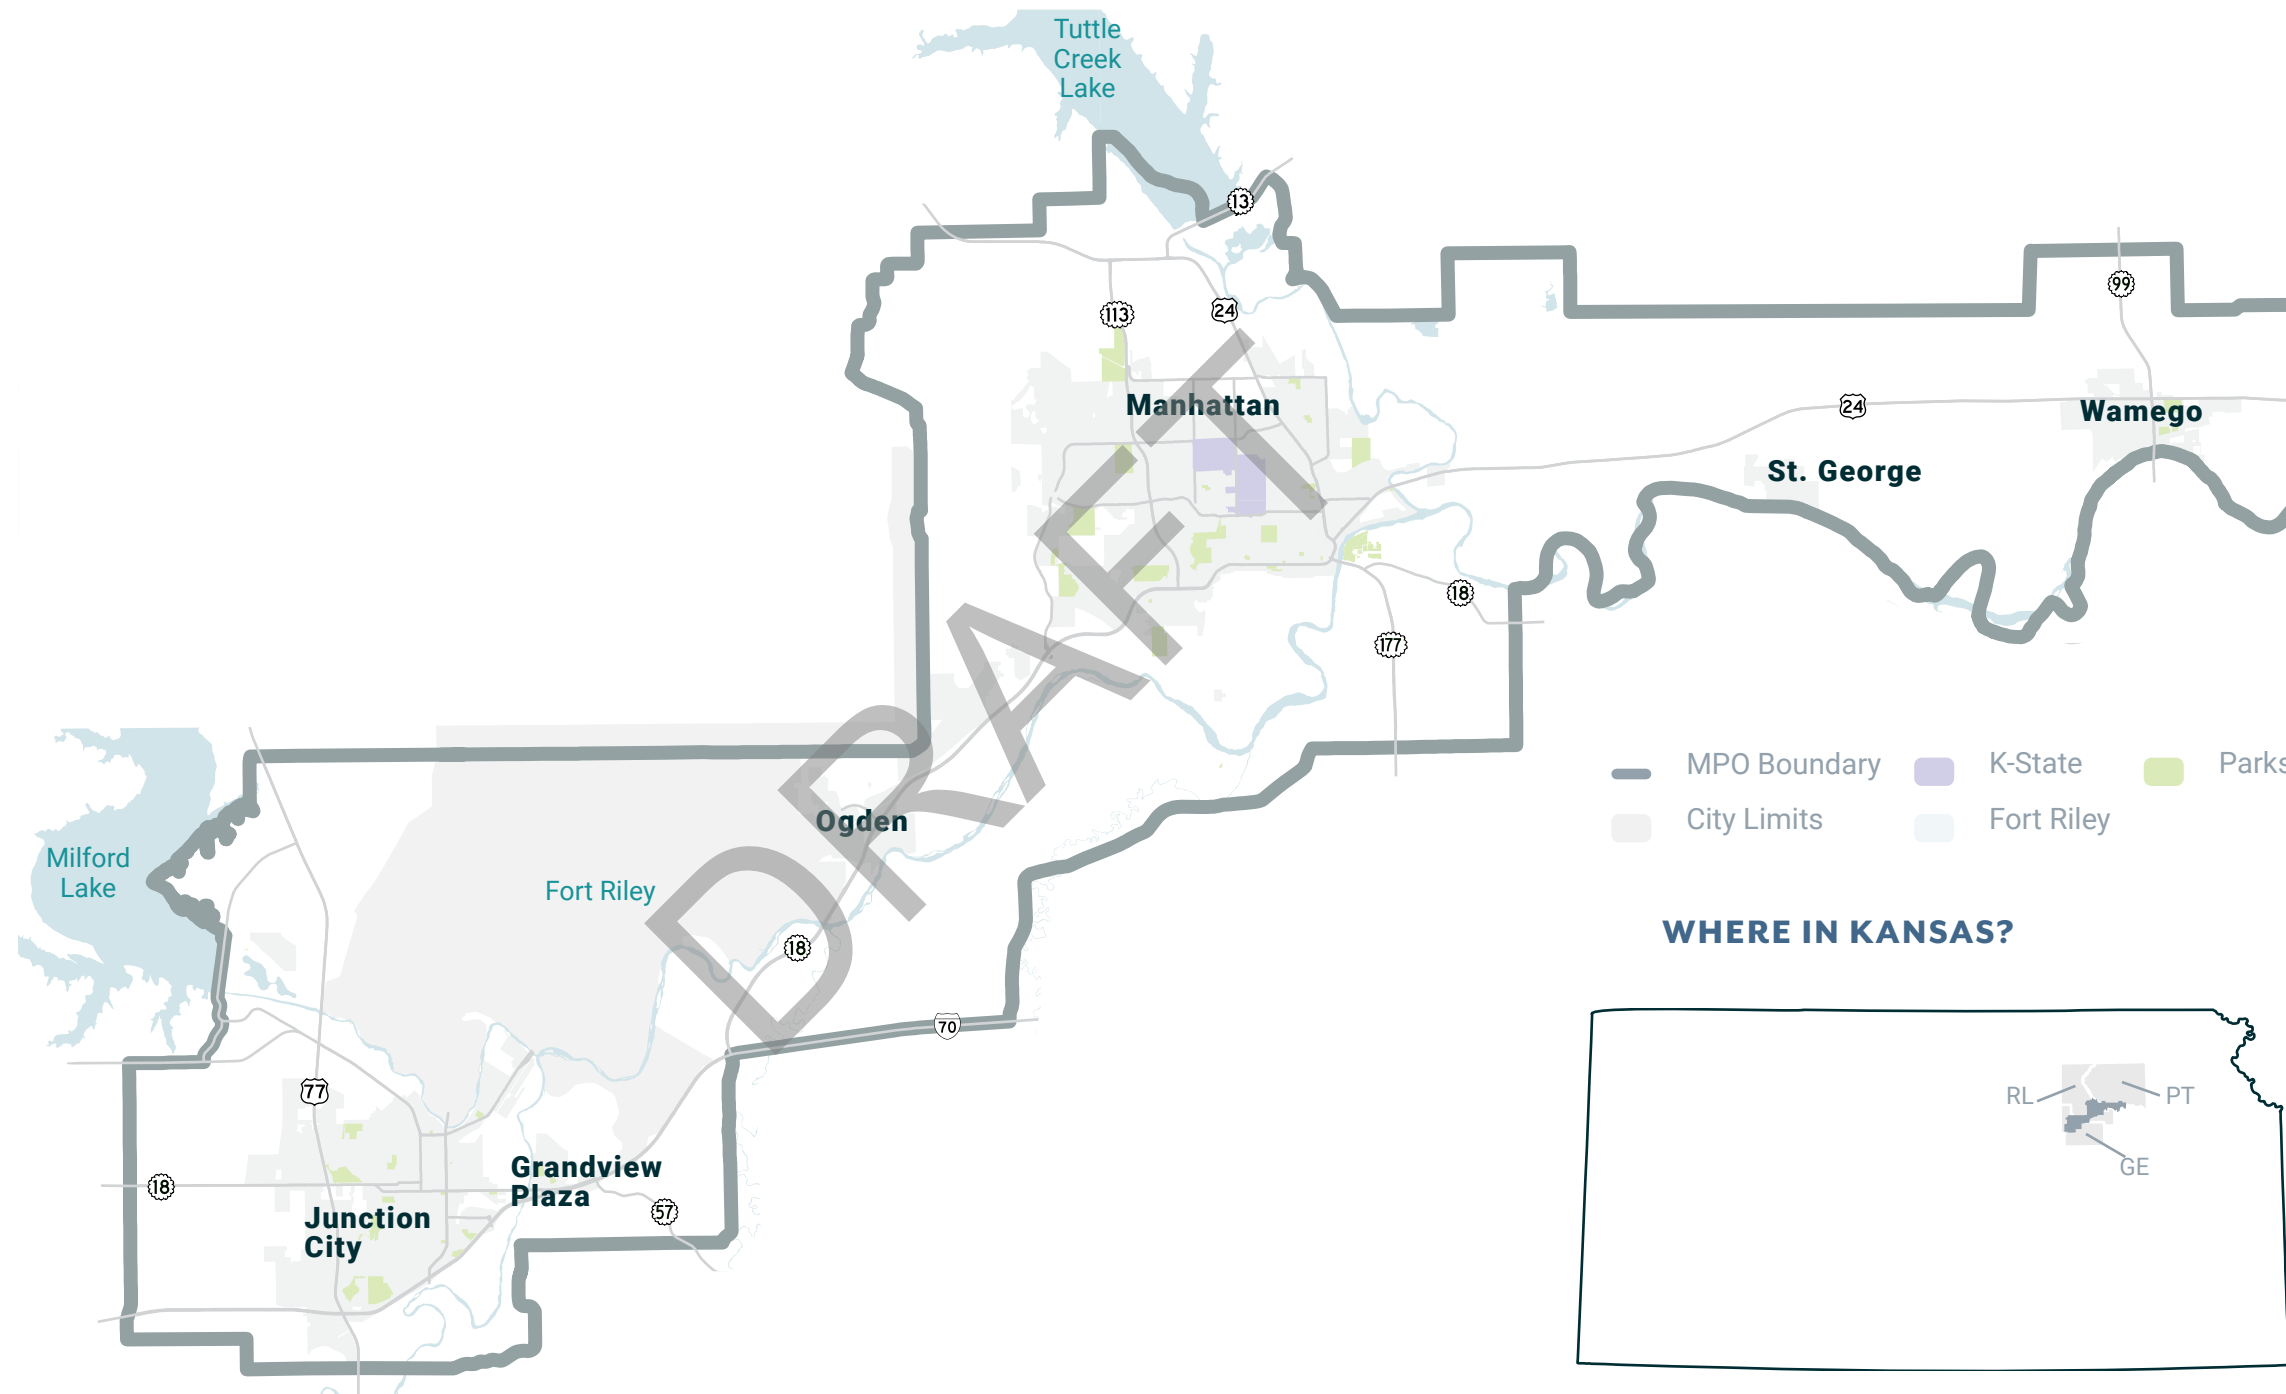 Tuttle
Creek
Lake
13
99
113
24
Manhattan
24
Wamego
St. George
18
177
MPO Boundary
K-State
Parks
City Limits
Fort Riley
Ogden
Milford
Lake
Fort Riley
DRAFT
18
WHERE IN KANSAS?
70
77
RL
PT
GE
Grandview
Plaza
18
57
Junction
City